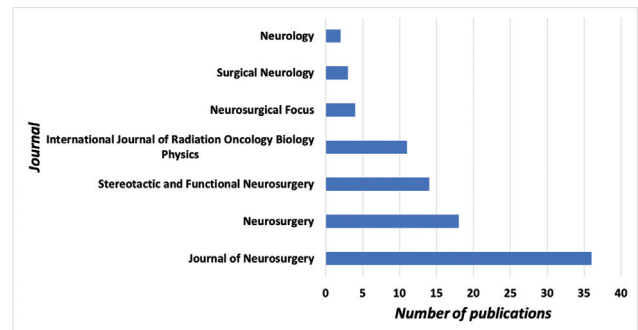 Neurology
Surgical Neurology
Neurosurgical Focus
International Journal of Radiation Oncology Biology
Physics
Stereotactic and Functional Neurosurgery
Neurosurgery
Journal of Neurosurgery
Journal
0 5 10 15 20 25 30 35 40
Number of publications